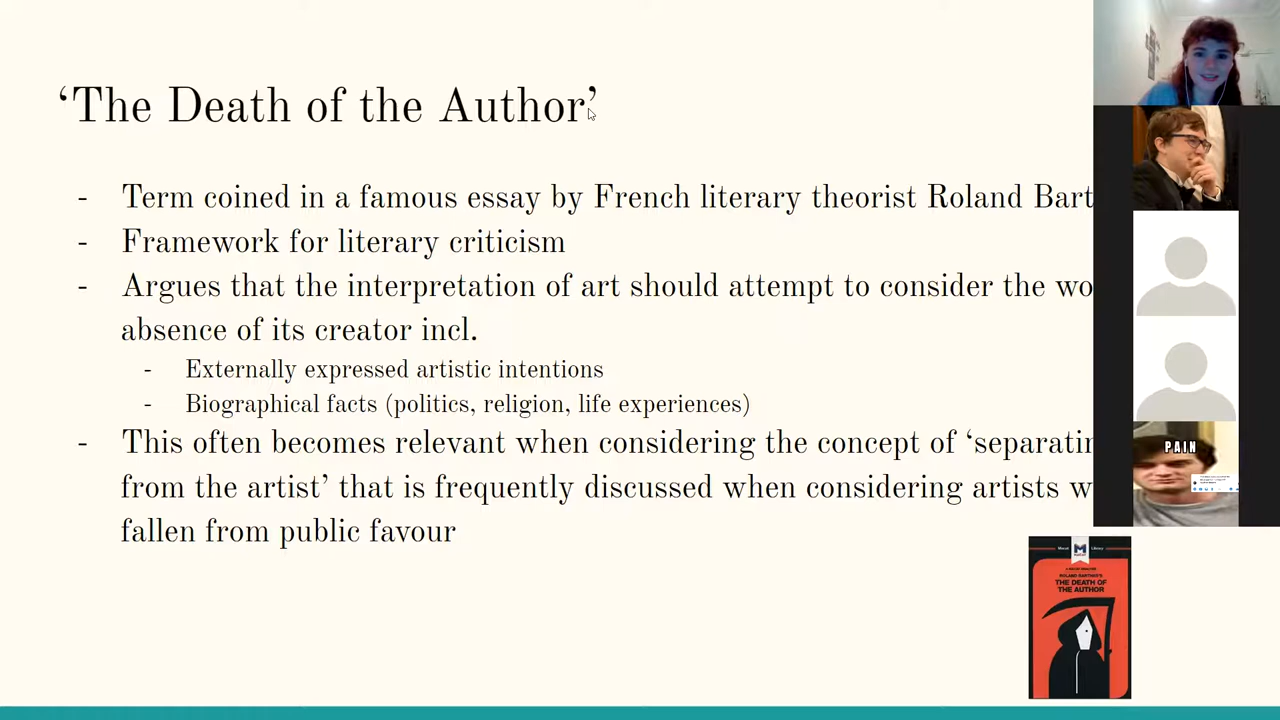 ‘The Death of the Author’
- Term coined in a famous essay by French literary theorist Roland Bart
- Framework for literary criticism
- Argues that the interpretation of art should attempt to consider the wo
absence of its creator incl.
- Externally expressed artistic intentions
- Biographical facts (politics, religion, life experiences)
- This often becomes relevant when considering the concept of ‘separatin
from the artist’ that is frequently discussed when considering artists w
fallen from public favour
PAIN
Macat Library
ROLAND BARTHES'S
THE DEATH OF
THE AUTHOR